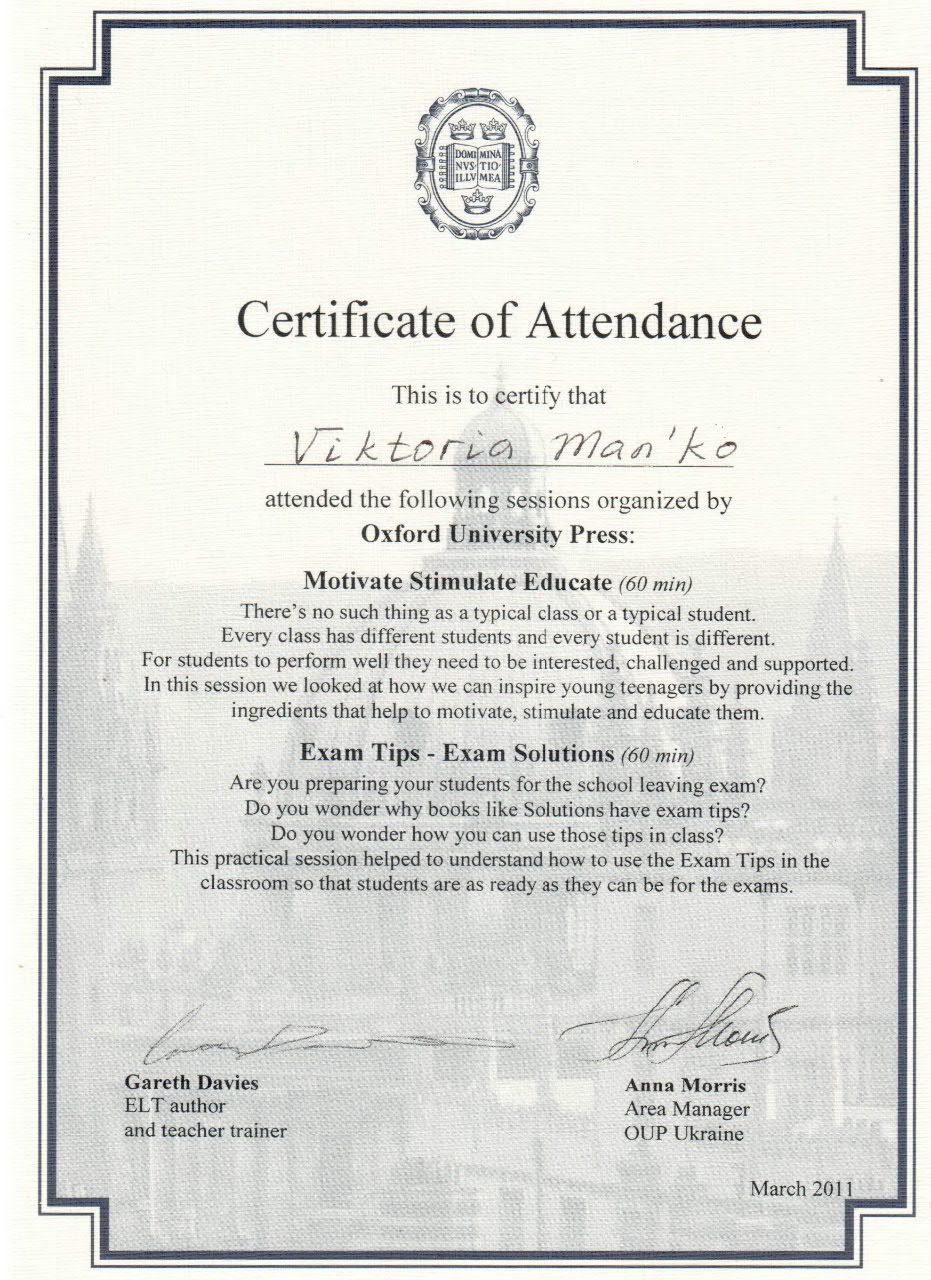 DOMI MINA
NVS TIO
ILLV MEA
Certificate of Attendance
This is to certify that
Viktoria Man'ko
attended the following sessions organized by
Oxford University Press:
Motivate Stimulate Educate (60 min)
There's no such thing as a typical class or a typical student.
Every class has different students and every student is different.
For students to perform well they need to be interested, challenged and supported.
In this session we looked at how we can inspire young teenagers by providing the
ingredients that help to motivate, stimulate and educate them.
Exam Tips - Exam Solutions (60 min)
Are you preparing your students for the school leaving exam?
Do you wonder why books like Solutions have exam tips?
Do you wonder how you can use those tips in class?
This practical session helped to understand how to use the Exam Tips in the
classroom so that students are as ready as they can be for the exams.
Gareth Davies
ELT author
and teacher trainer
Anna Morris
Area Manager
OUP Ukraine
March 2011